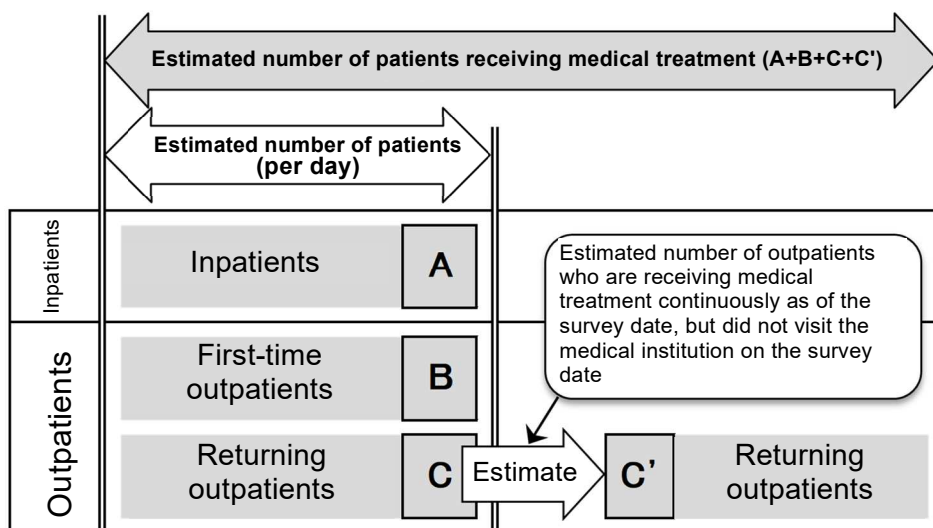 Estimated number of patients receiving medical treatment (A+B+C+C')
Estimated number of patients
(per day)
Inpatients
Inpatients
A
Estimated number of outpatients
who are receiving medical
treatment continuously as of the
survey date, but did not visit the
medical institution on the survey
date
Outpatients
First-time
outpatients
B
Returning
outpatients
C
Estimate
C'
Returning
outpatients